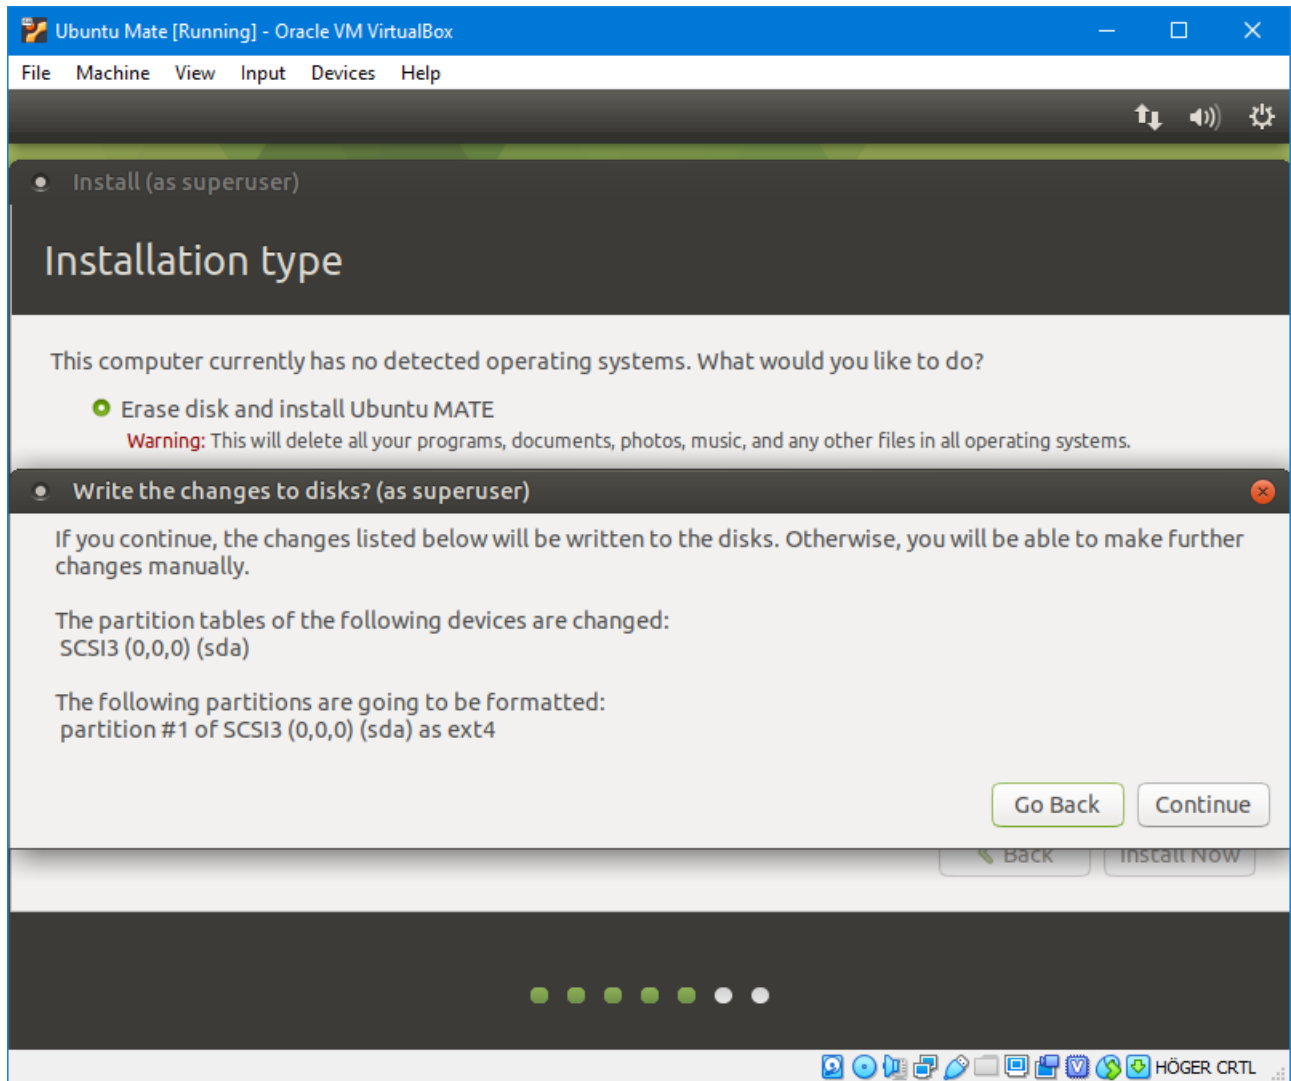 Ubuntu Mate [Running] - Oracle VM VirtualBox
File Machine View Input Devices Help
Install (as superuser)
Installation type
This computer currently has no detected operating systems. What would you like to do?
Erase disk and install Ubuntu MATE
Warning: This will delete all your programs, documents, photos, music, and any other files in all operating systems.
Write the changes to disks? (as superuser)
If you continue, the changes listed below will be written to the disks. Otherwise, you will be able to make further
changes manually.
The partition tables of the following devices are changed:
SCSI3 (0,0,0) (sda)
The following partitions are going to be formatted:
partition #1 of SCSI3 (0,0,0) (sda) as ext4
Go Back Continue
Back Install Now
HÖGER CRTL